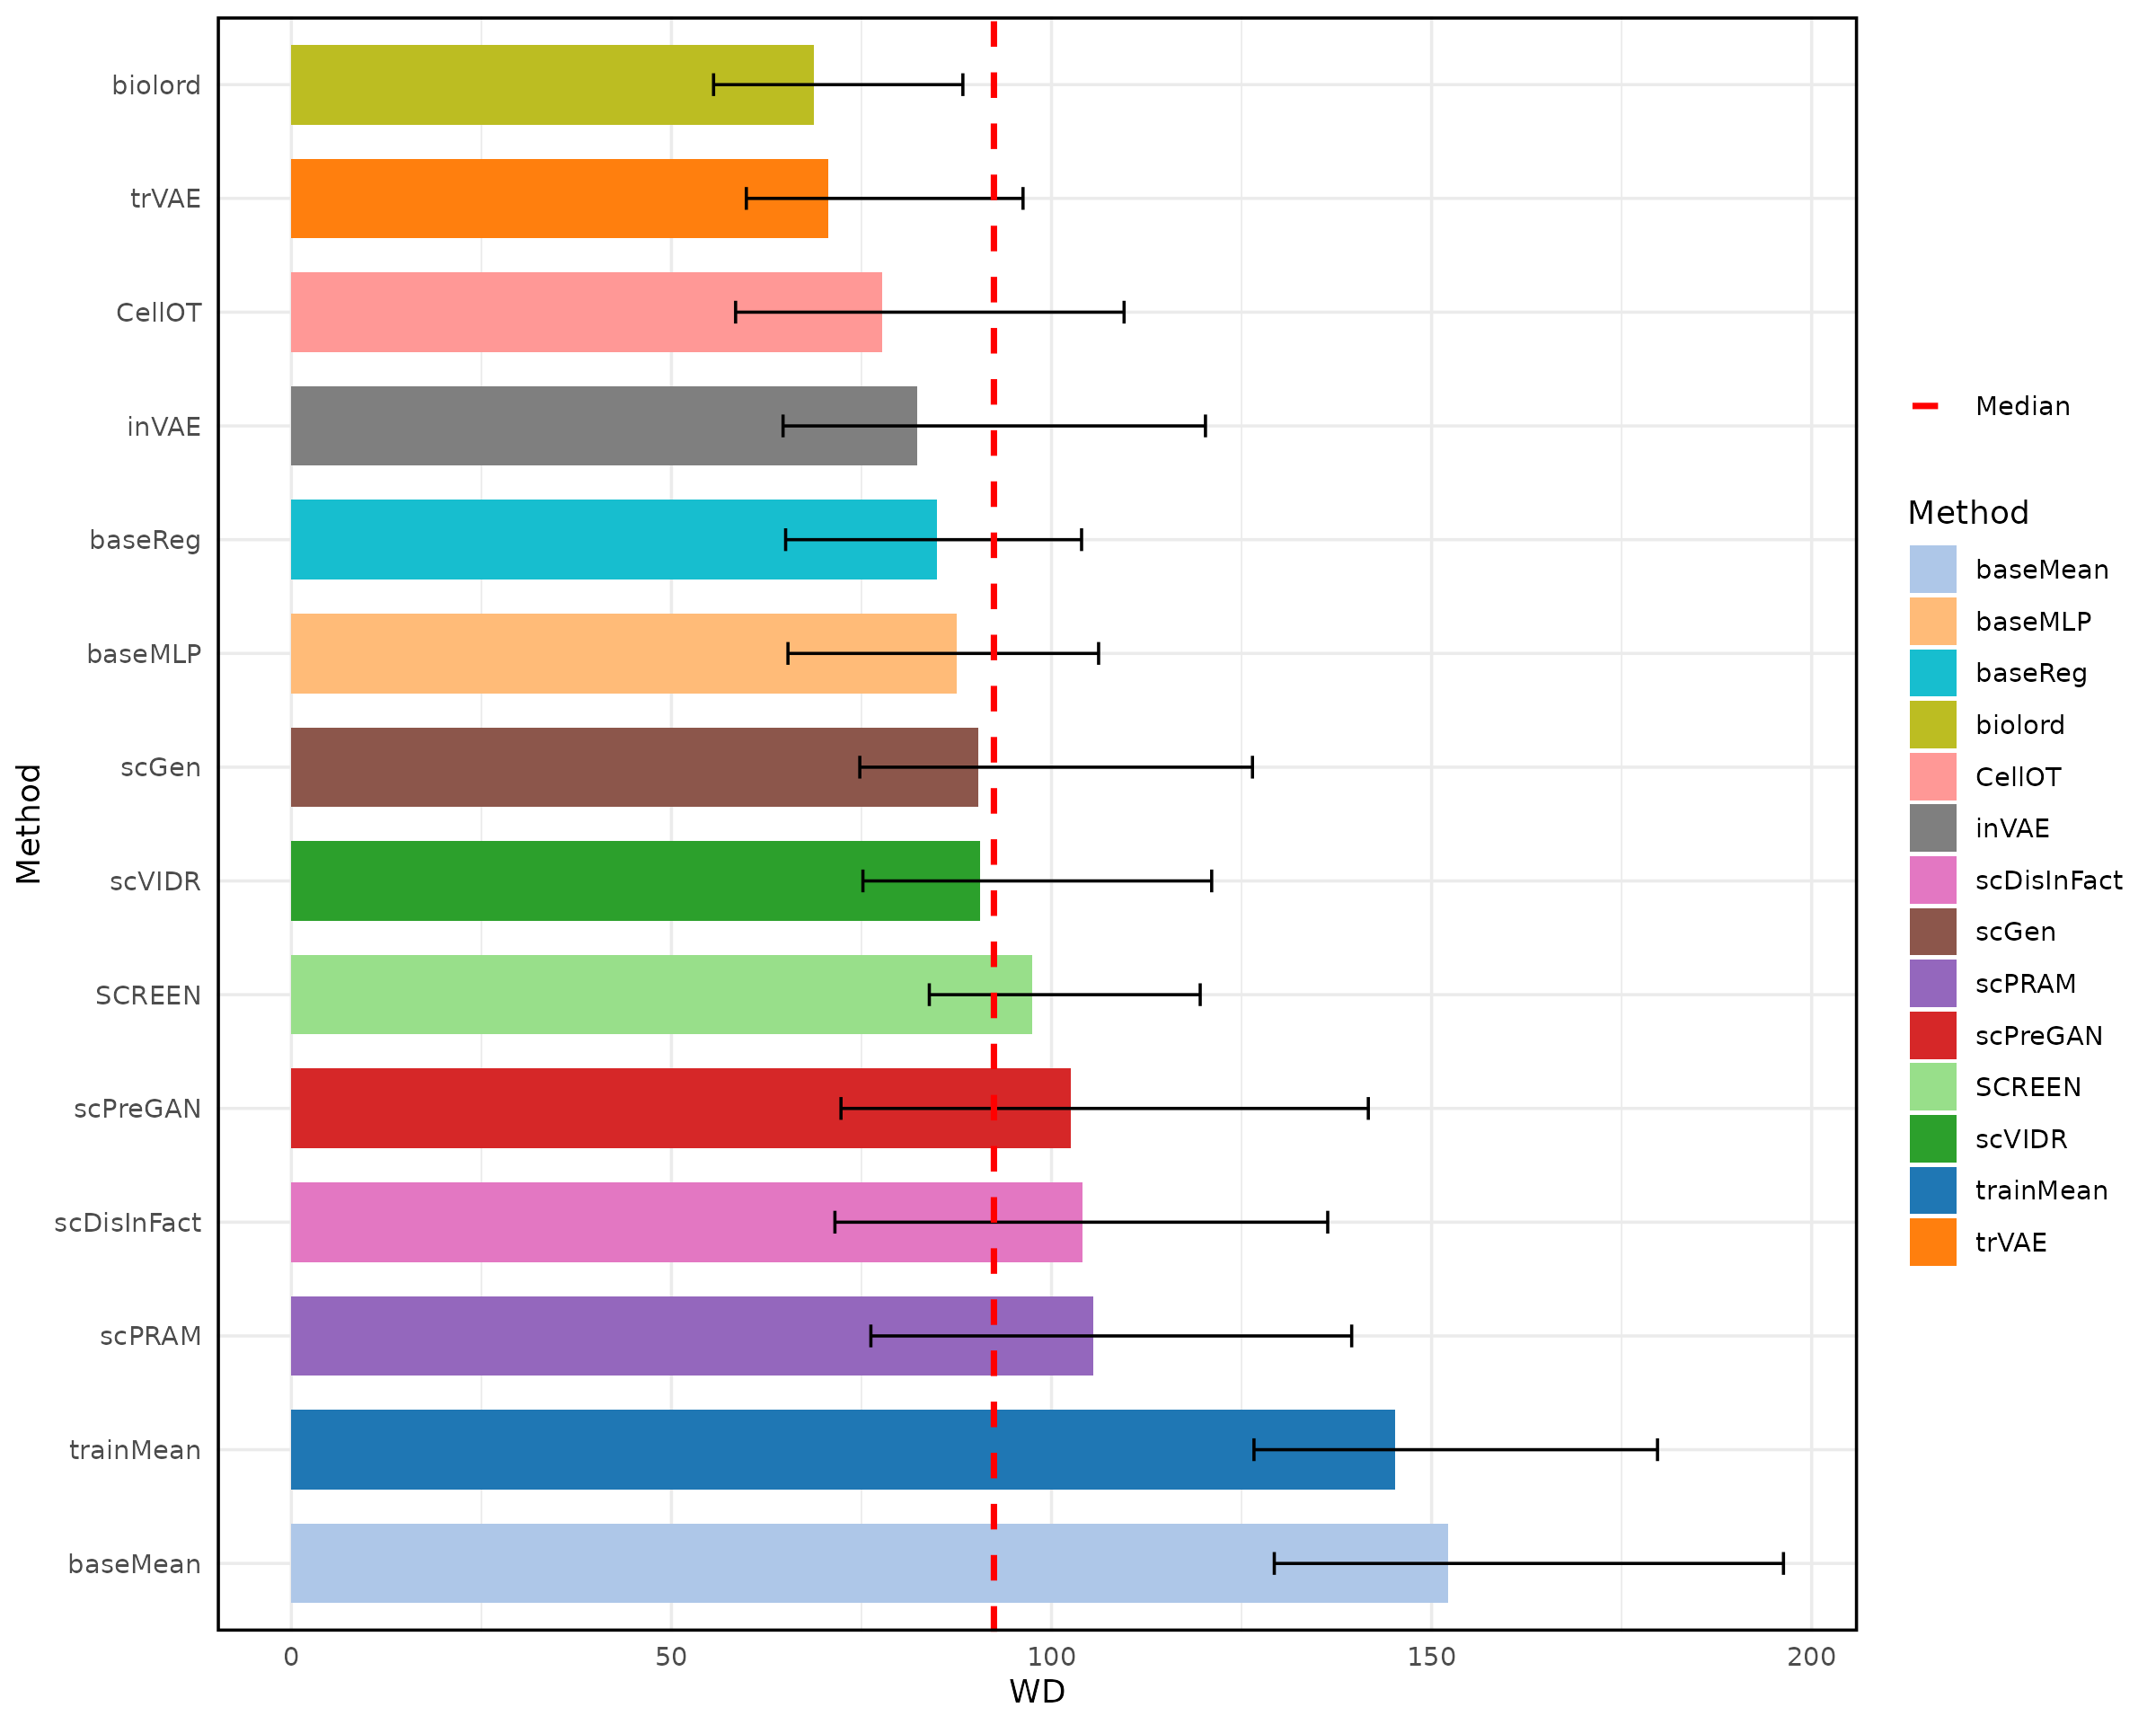 Method
biolord
trVAE
CellOT
inVAE
baseReg
baseMLP
scGen
scVIDR
SCREEN
scPreGAN
scDisInFact
scPRAM
trainMean
baseMean
0 50 100 150 200
WD
Median
Method
baseMean
baseMLP
baseReg
biolord
CellOT
inVAE
scDisInFact
scGen
scPRAM
scPreGAN
SCREEN
scVIDR
trainMean
trVAE